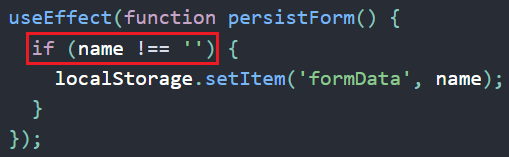 useEffect(function persistForm() {
if (name !== '') {
localStorage.setItem('formData', name);
}
});